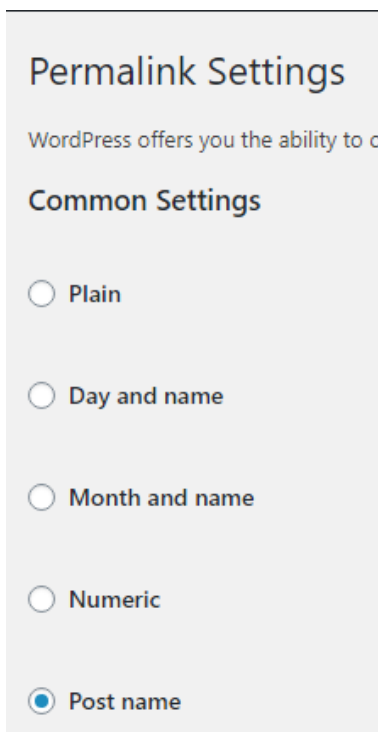 Permalink Settings
WordPress offers you the ability to
Common Settings
Plain
Day and name
Month and name
Numeric
Post name